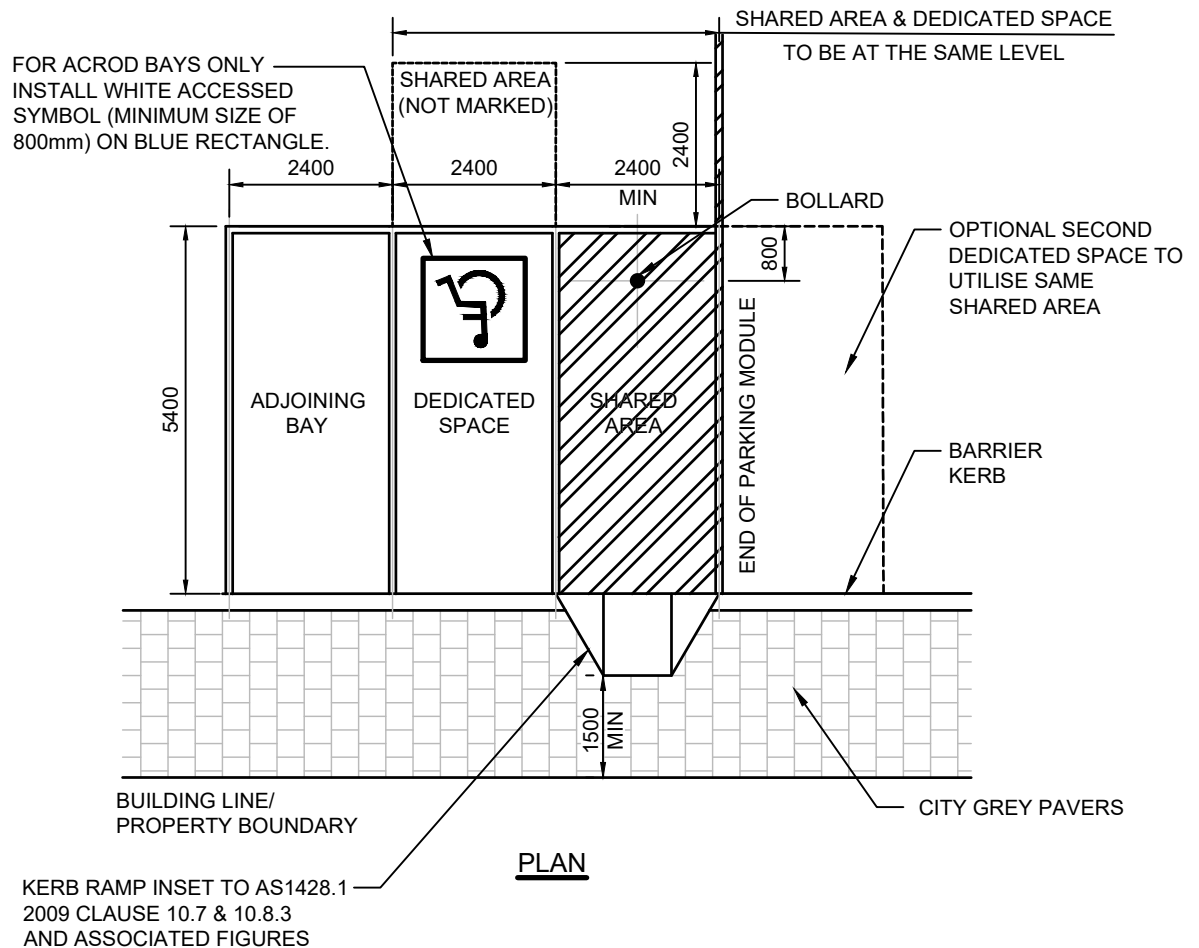 SHARED AREA & DEDICATED SPACE
TO BE AT THE SAME LEVEL
FOR ACROD BAYS ONLY
INSTALL WHITE ACCESSED
SYMBOL (MINIMUM SIZE OF
800mm) ON BLUE RECTANGLE.
SHARED AREA
(NOT MARKED)
2400
2400
2400
2400
MIN
BOLLARD
800
OPTIONAL SECOND
DEDICATED SPACE TO
UTILISE SAME
SHARED AREA
5400
ADJOINING
BAY
DEDICATED
SPACE
SHARED
AREA
END OF PARKING MODULE
BARRIER
KERB
1500
MIN
BUILDING LINE/
PROPERTY BOUNDARY
CITY GREY PAVERS
PLAN
KERB RAMP INSET TO AS1428.1
2009 CLAUSE 10.7 & 10.8.3
AND ASSOCIATED FIGURES